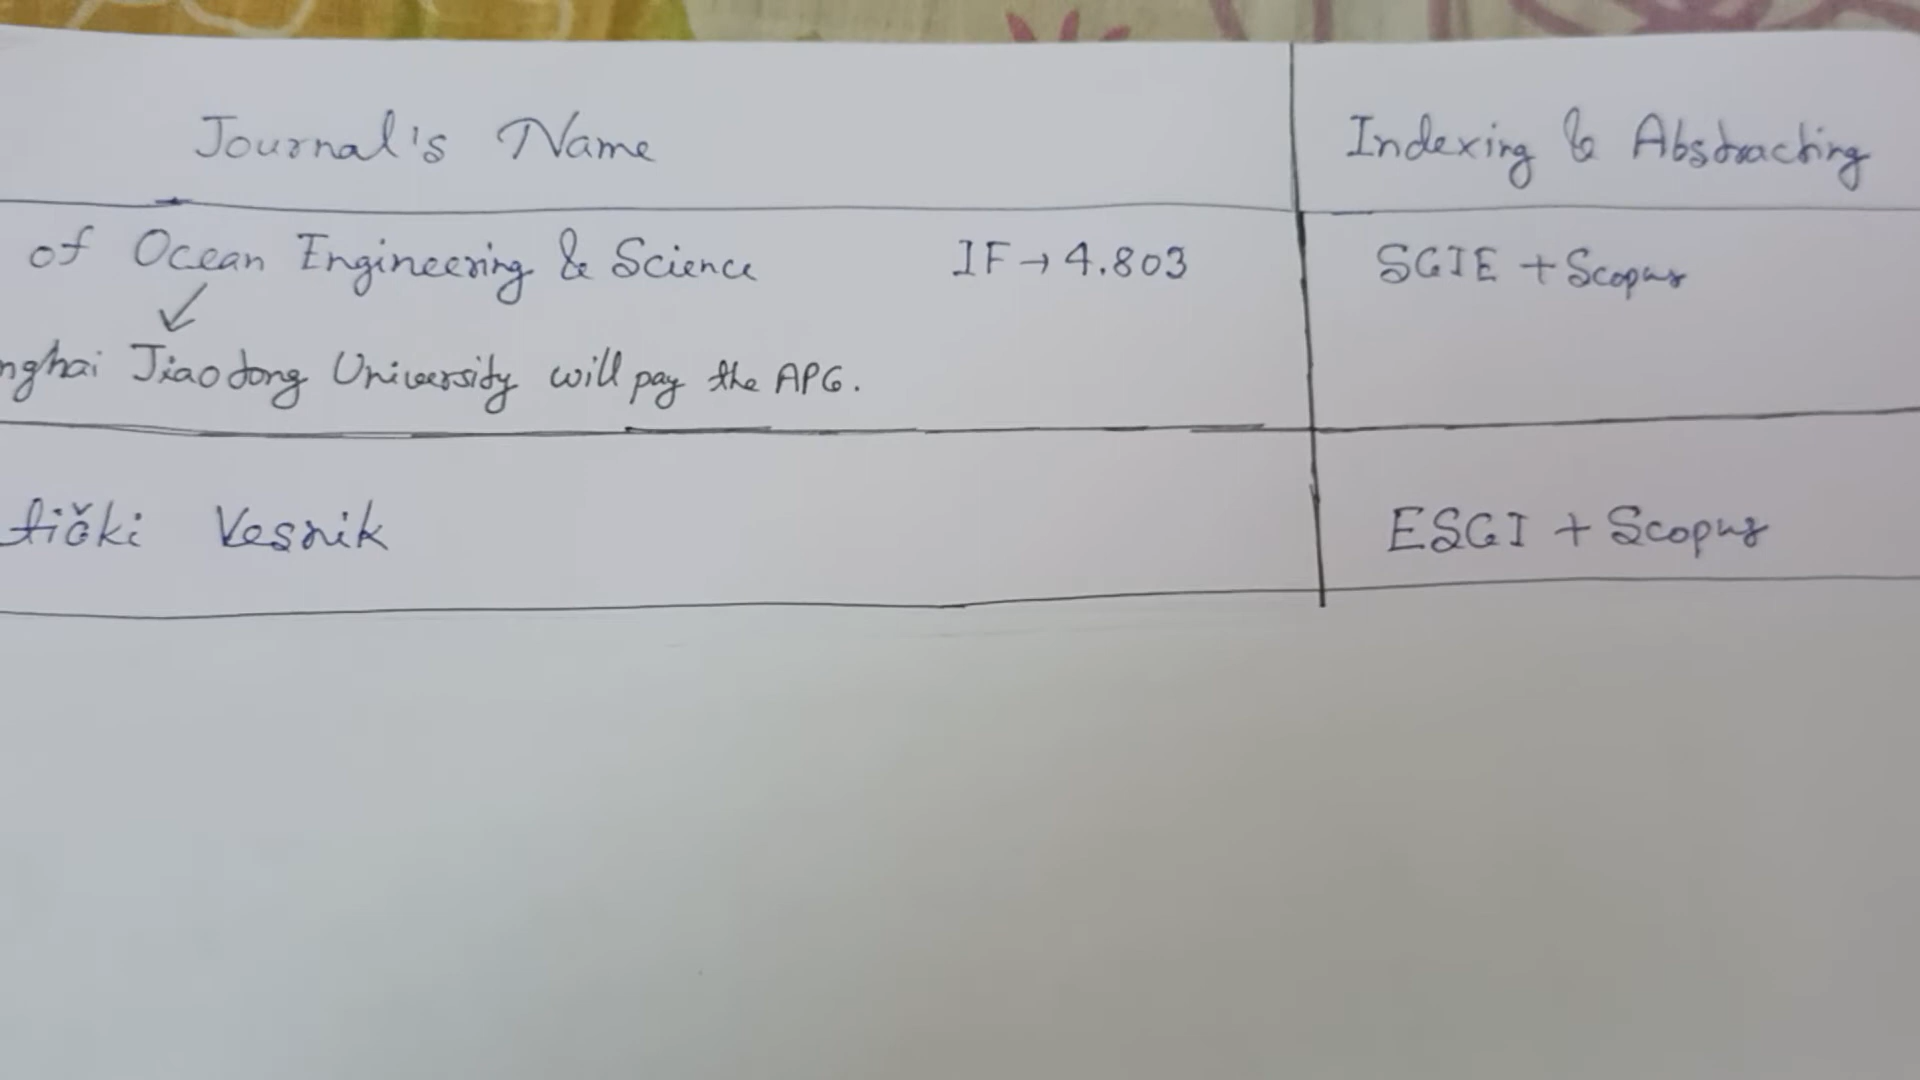 Journal's Name Indexing & Abstracting
of Ocean Engineering & Science IF → 4.803 SCIE + Scopus
nghai Jiaotong University will pay the APC.
tički Vesnik ESCI + Scopus